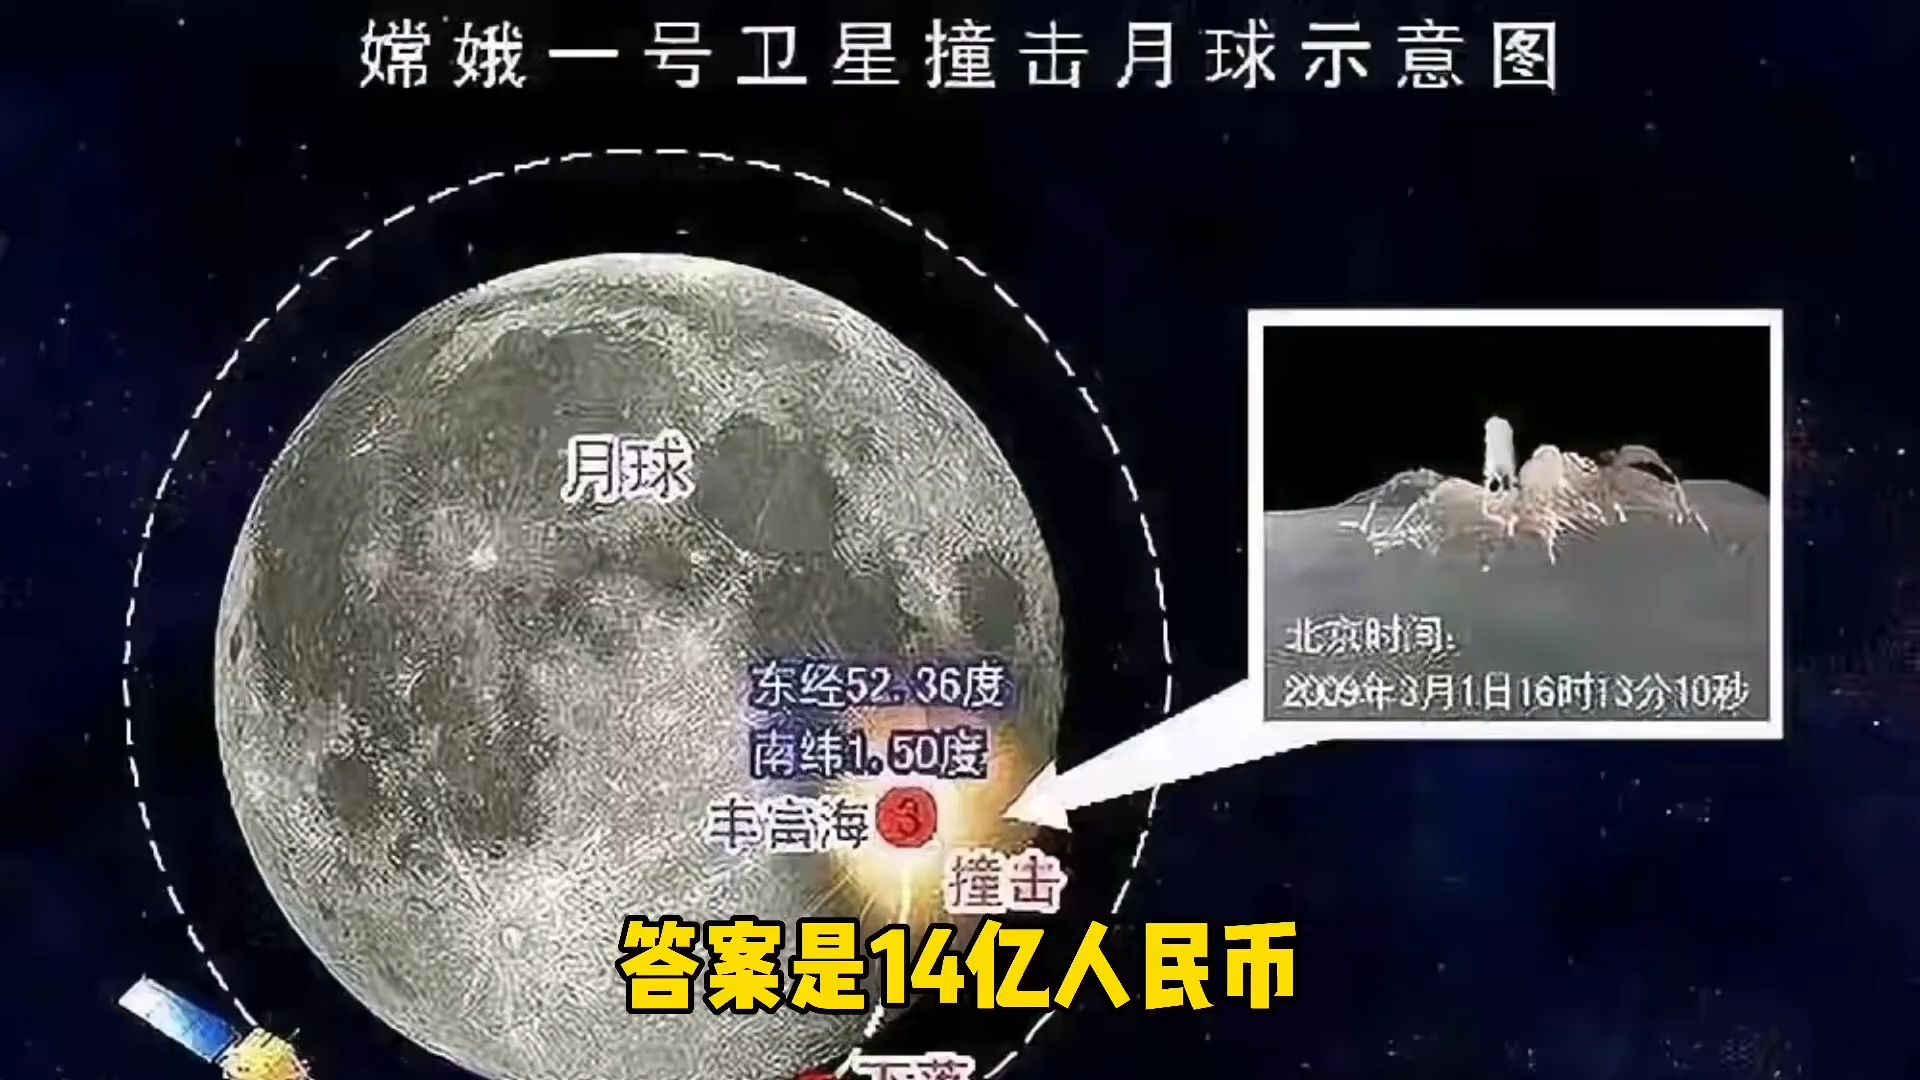 嫦娥一号卫星撞击月球示意图
月球
东经52.36度
南纬1.50度
丰富海
3
撞击
北京时间:
2009年3月1日16时13分10秒
答案是14亿人民币
下落